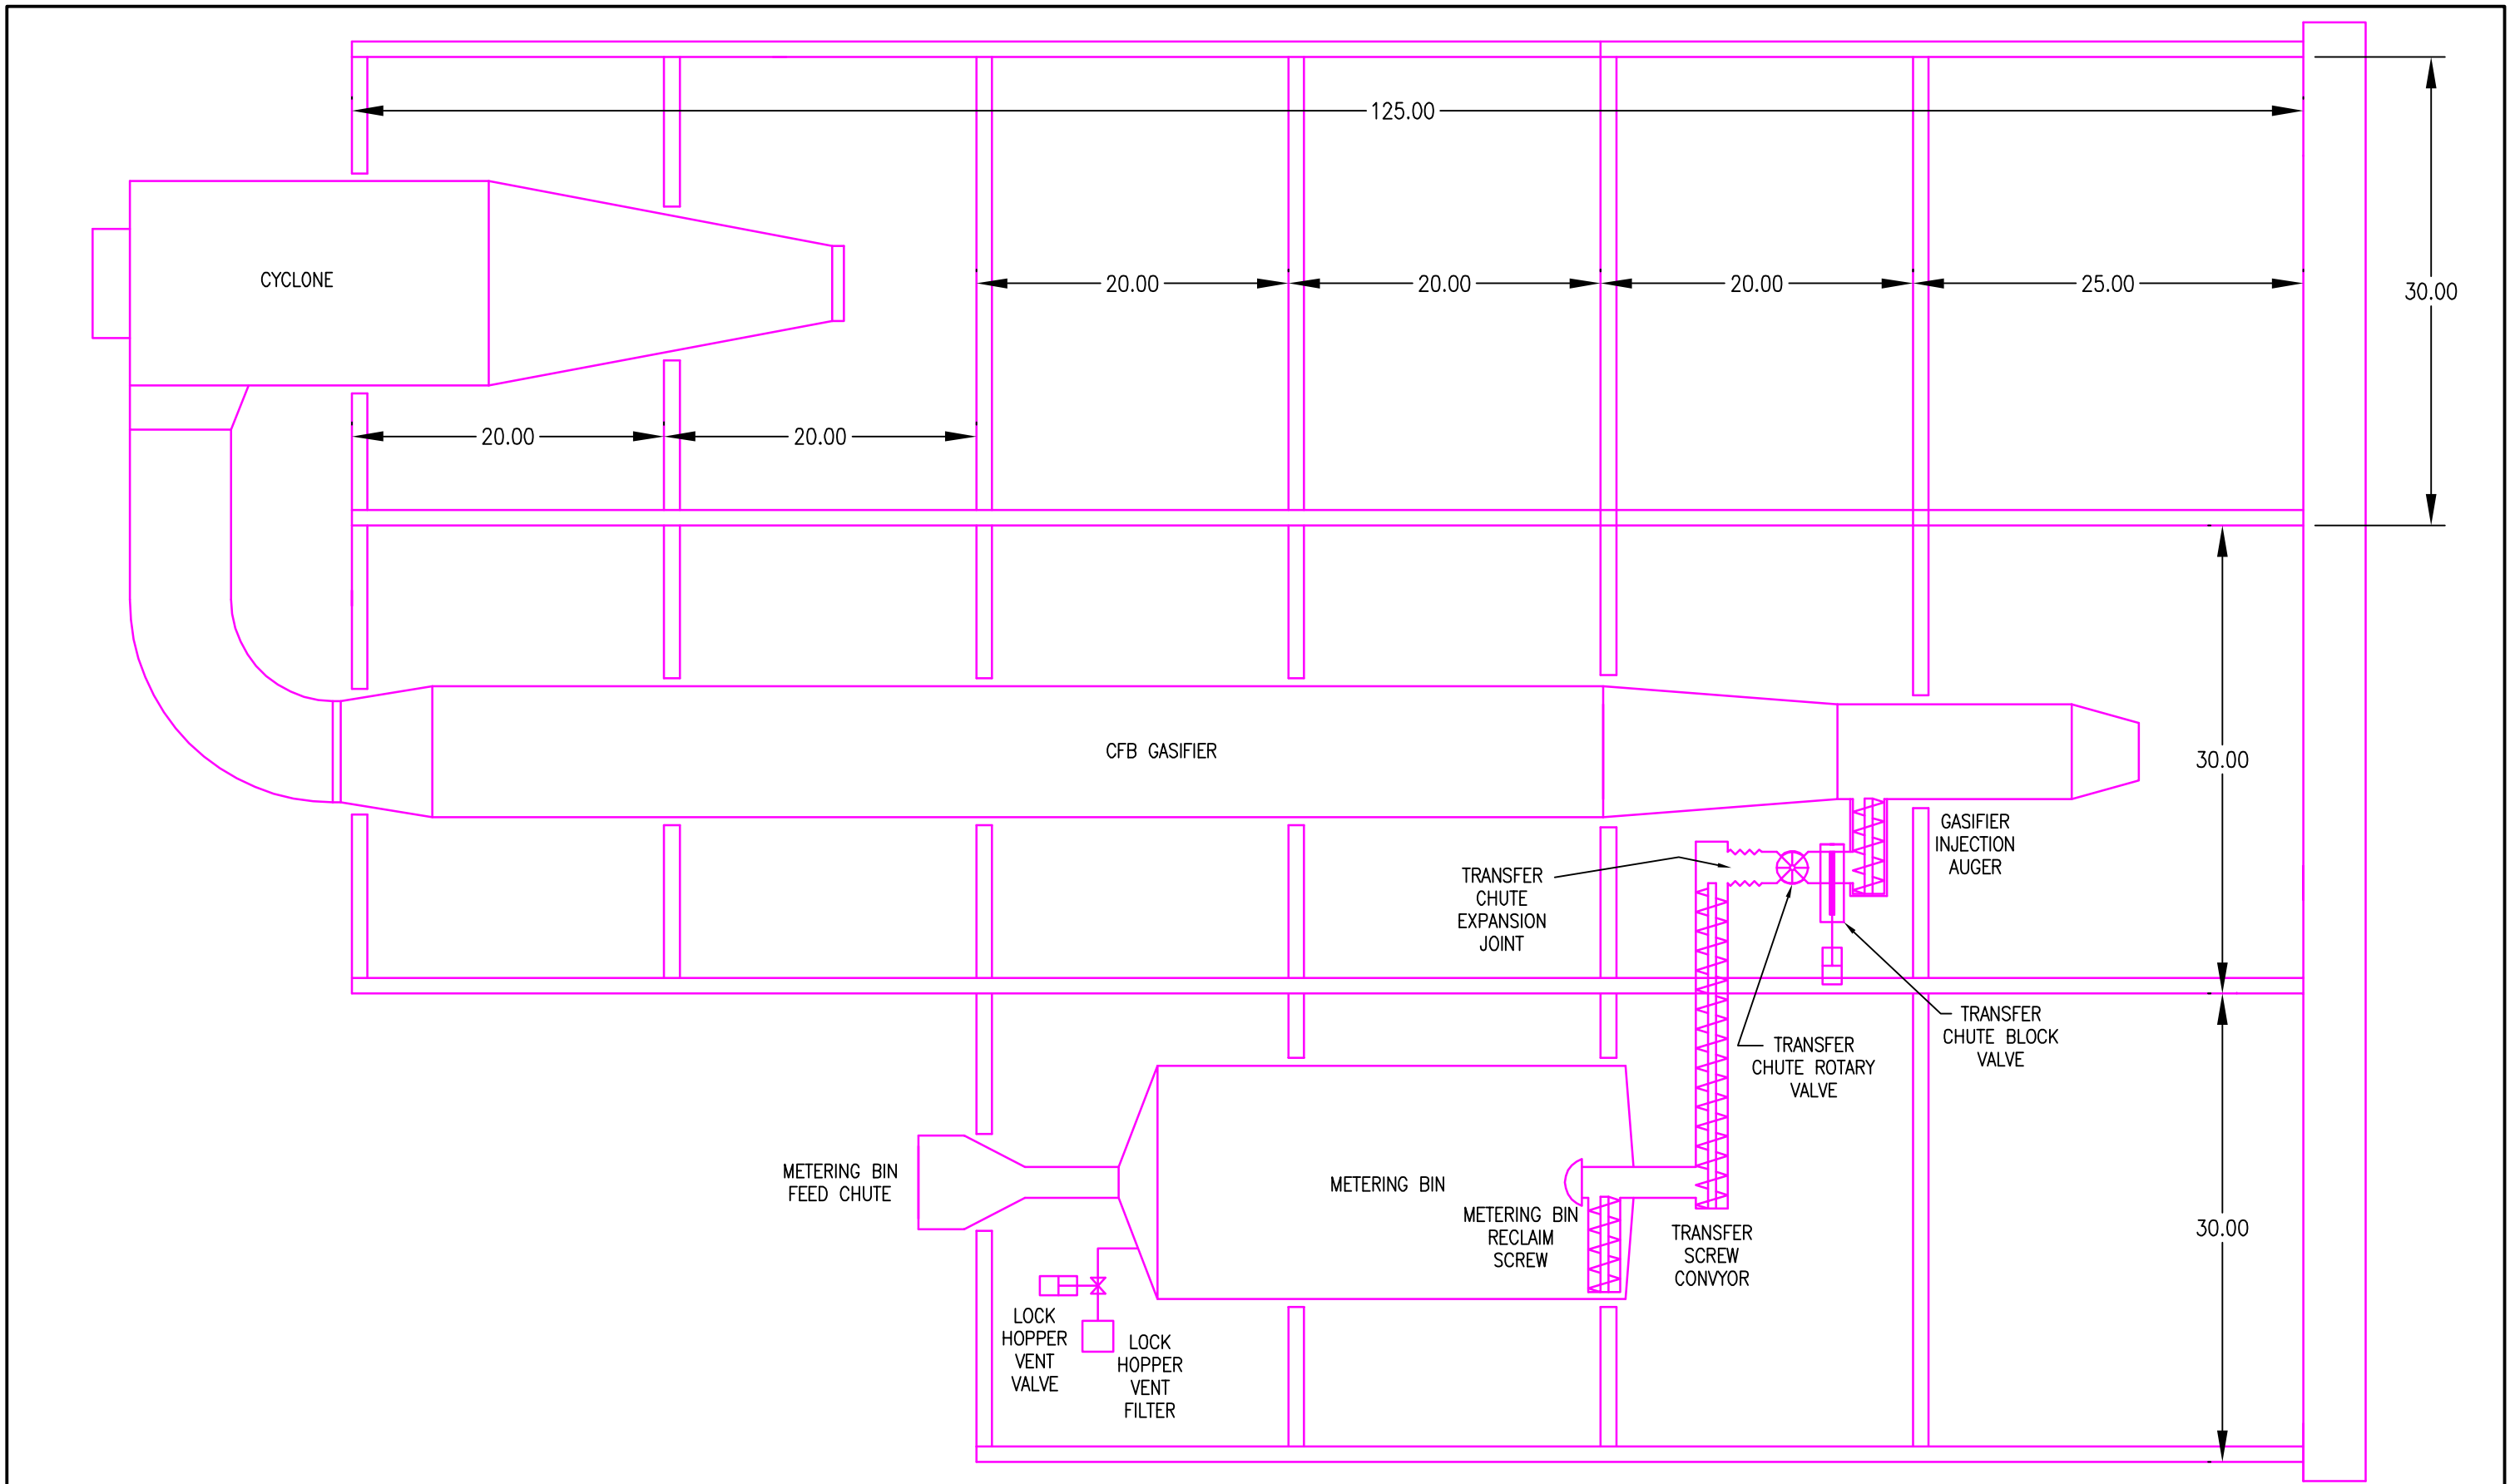 125.00
CYCLONE
20.00
20.00
20.00
25.00
30.00
20.00
20.00
CFB GASIFIER
30.00
GASIFIER
INJECTION
AUGER
TRANSFER
CHUTE
EXPANSION
JOINT
TRANSFER
CHUTE BLOCK
VALVE
TRANSFER
CHUTE ROTARY
VALVE
METERING BIN
FEED CHUTE
METERING BIN
METERING BIN
RECLAIM
SCREW
TRANSFER
SCREW
CONVYOR
30.00
LOCK
HOPPER
VENT
VALVE
LOCK
HOPPER
VENT
FILTER